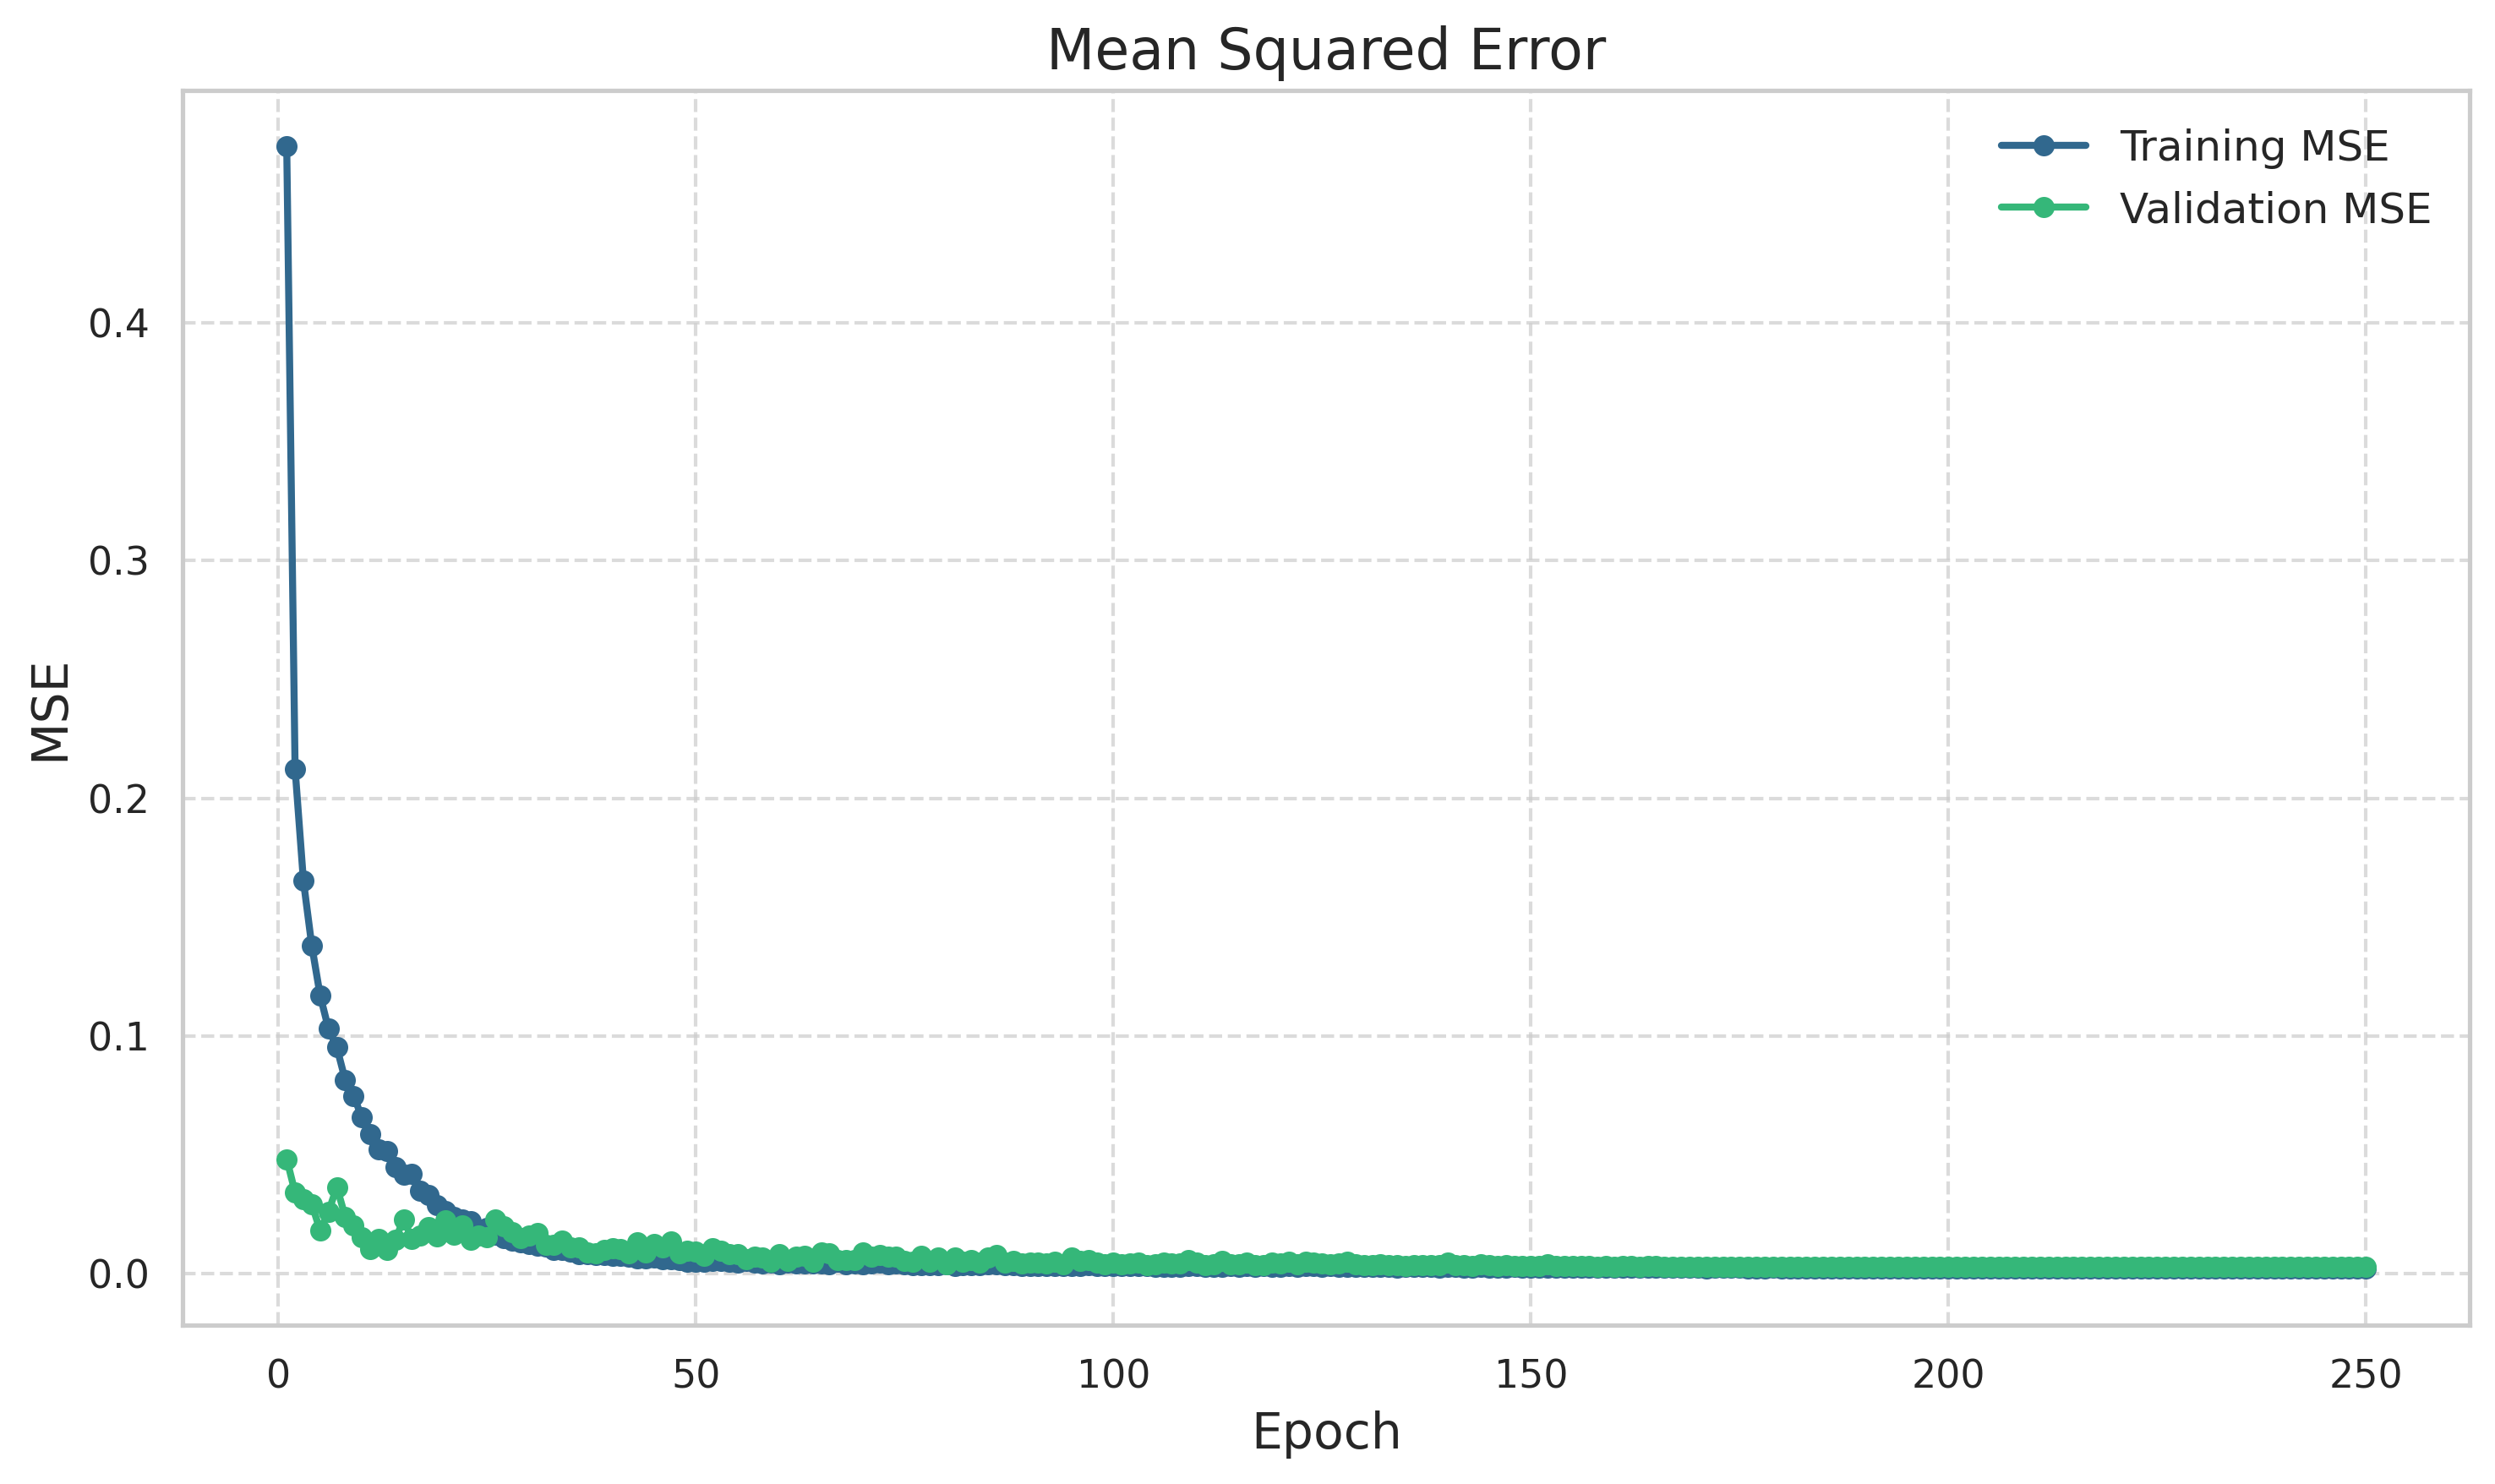 Mean Squared Error
Training MSE
Validation MSE
MSE
0.4
0.3
0.2
0.1
0.0
0 50 100 150 200 250
Epoch